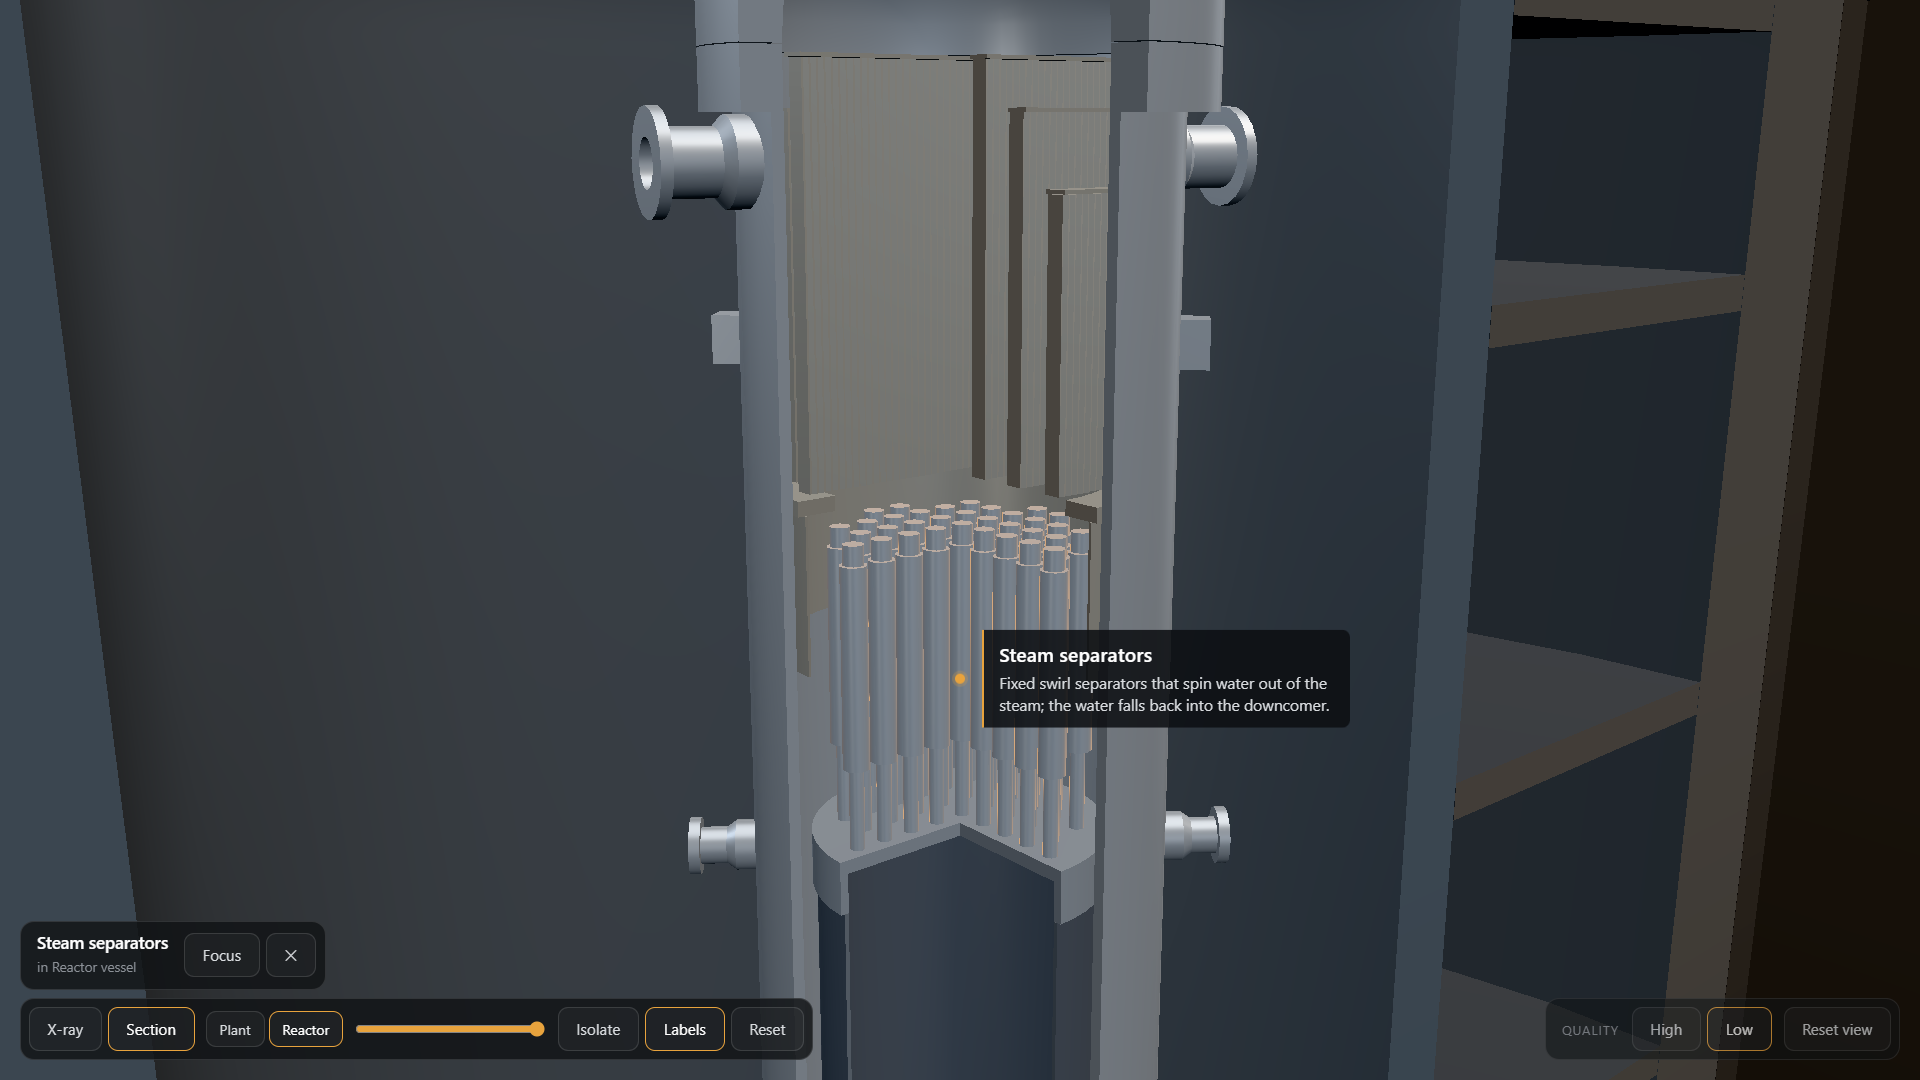 Steam separators
Fixed swirl separators that spin water out of the
steam; the water falls back into the downcomer.
Steam separators
in Reactor vessel
Focus
X-ray
Section
Plant
Reactor
Isolate
Labels
Reset
QUALITY
High
Low
Reset view